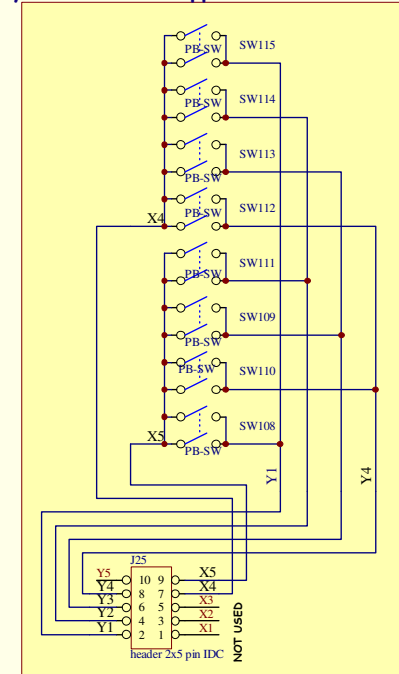 PB-SW SW115
PB-SW SW114
SW113
PB-SW
PB-SW SW112
X4
SW111
PB-SW
SW109
PB-SW
PB-SW SW110
SW108
X5
PB-SW
Y1
Y4
J25
Y5 10 9 X5
Y4 8 7 X4
Y3 6 5 X3
Y2 4 3 X2
Y1 2 1 X1
header 2x5 pin IDC
NOT USED